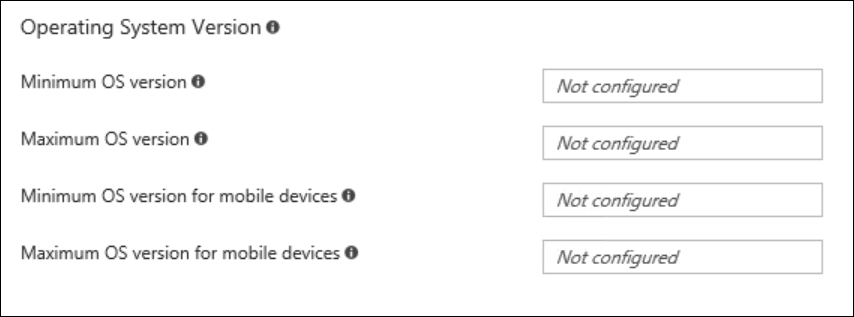 Operating System Version
Minimum OS version
Not configured
Maximum OS version
Not configured
Minimum OS version for mobile devices
Not configured
Maximum OS version for mobile devices
Not configured